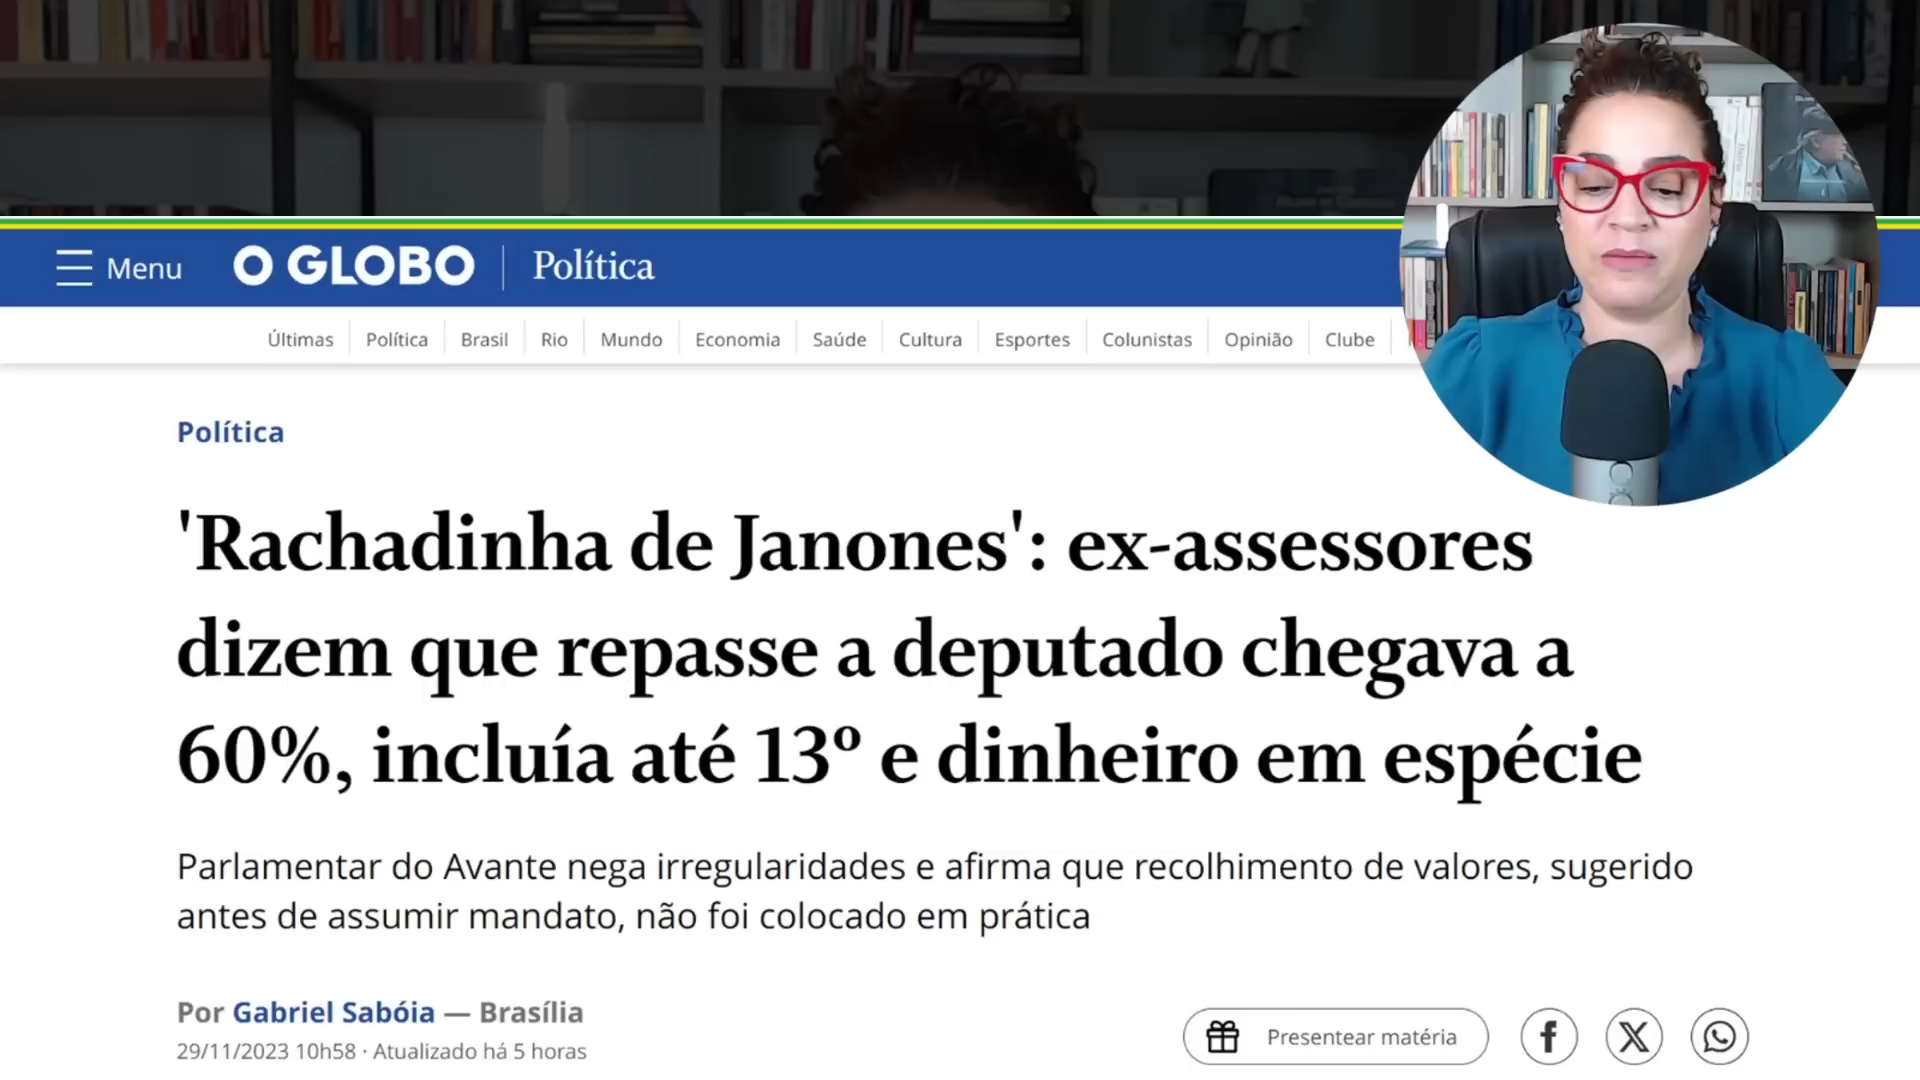 Menu
O GLOBO
Política
Últimas
Política
Brasil
Rio
Mundo
Economia
Saúde
Cultura
Esportes
Colunistas
Opinião
Clube
Política
'Rachadinha de Janones': ex-assessores
dizem que repasse a deputado chegava a
60%, incluía até 13º e dinheiro em espécie
Parlamentar do Avante nega irregularidades e afirma que recolhimento de valores, sugerido
antes de assumir mandato, não foi colocado em prática
Por Gabriel Sabóia — Brasília
29/11/2023 10h58 · Atualizado há 5 horas
Presentear matéria